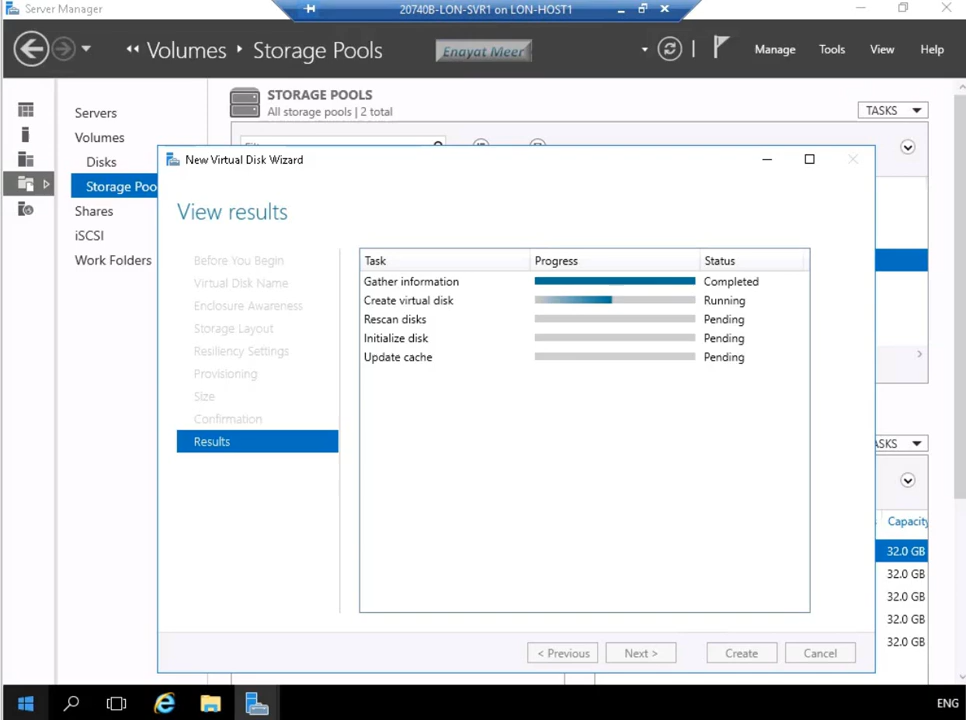 Server Manager
20740B-LON-SVR1 on LON-HOST1
Volumes
Storage Pools
Enayat Meer
Manage
Tools
View
Help
Servers
Volumes
Disks
Storage Poo
Shares
iSCSI
Work Folders
STORAGE POOLS
All storage pools | 2 total
TASKS
New Virtual Disk Wizard
View results
Before You Begin
Virtual Disk Name
Enclosure Awareness
Storage Layout
Resiliency Settings
Provisioning
Size
Confirmation
Results
Task Progress Status
Gather information Completed
Create virtual disk Running
Rescan disks Pending
Initialize disk Pending
Update cache Pending
< Previous
Next >
Create
Cancel
ASKS
Capacity
32.0 GB
32.0 GB
32.0 GB
32.0 GB
32.0 GB
ENG